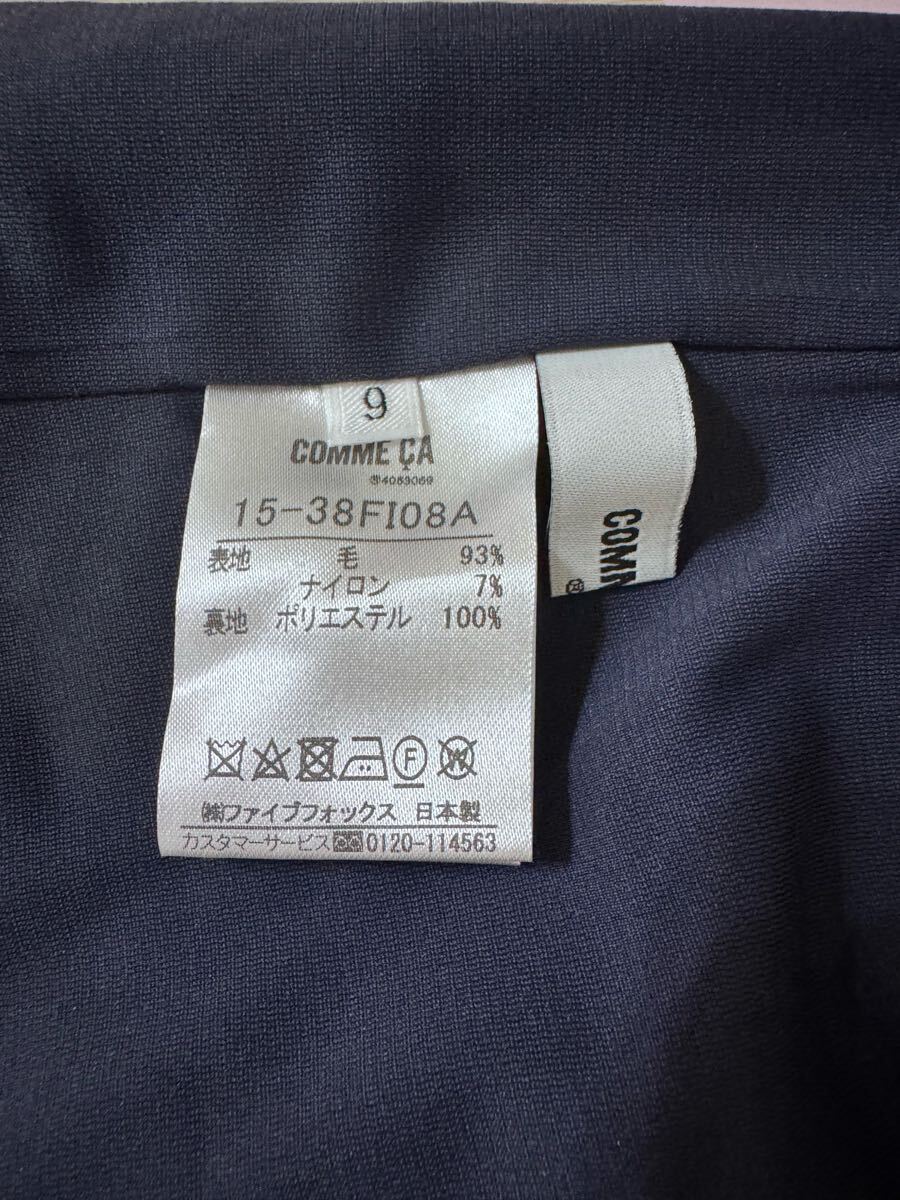 9
COMME ÇA
15-38FI08A
表地 毛 93%
ナイロン 7%
裏地 ポリエステル 100%
F
W
㈱ファイブフォックス 日本製
カスタマーサービス 0120-114563
COMM